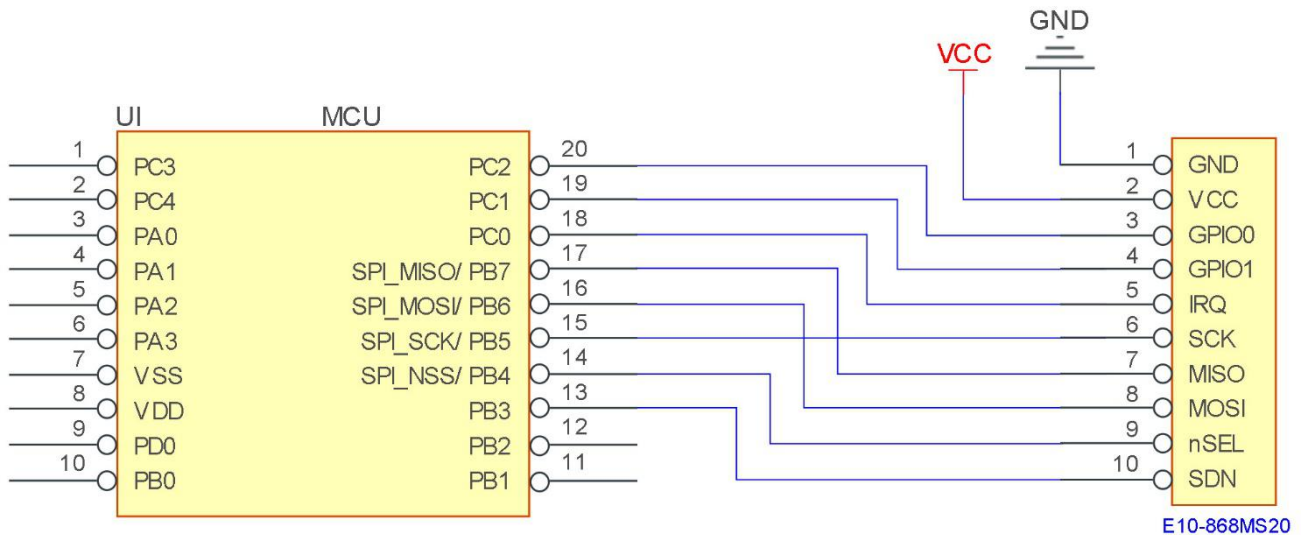 GND
VCC
UI MCU
1 PC3 PC2 20
2 PC4 PC1 19
3 PA0 PC0 18
4 PA1 SPI_MISO/ PB7 17
5 PA2 SPI_MOSI/ PB6 16
6 PA3 SPI_SCK/ PB5 15
7 VSS SPI_NSS/ PB4 14
8 VDD PB3 13
9 PD0 PB2 12
10 PB0 PB1 11
1 GND
2 VCC
3 GPIO0
4 GPIO1
5 IRQ
6 SCK
7 MISO
8 MOSI
9 nSEL
10 SDN
E10-868MS20